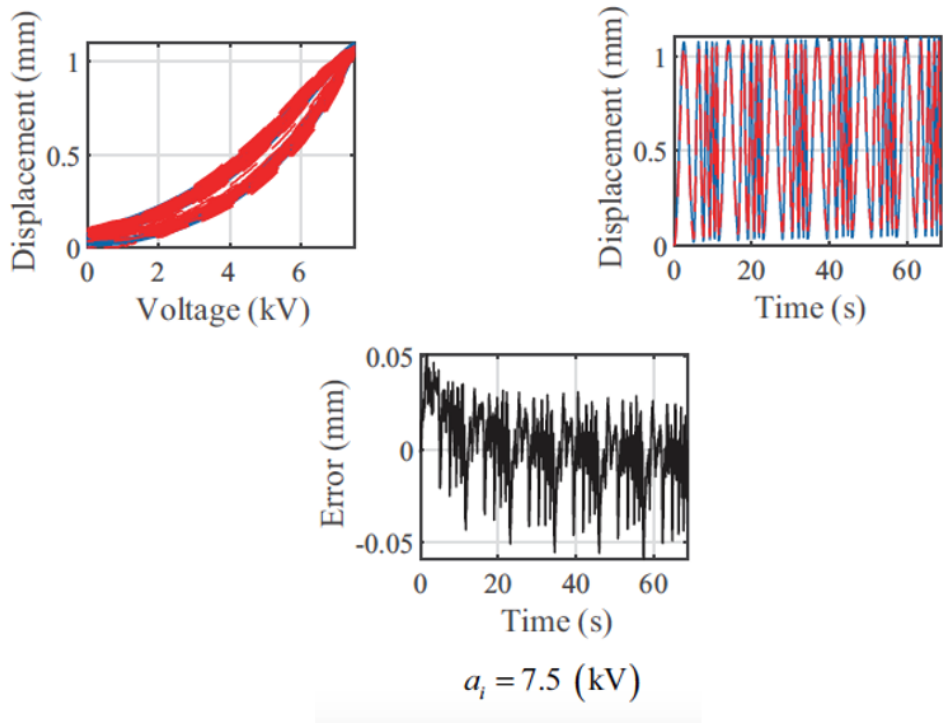 Displacement (mm)
1
0.5
0
0 2 4 6
Voltage (kV)
Displacement (mm)
1
0.5
0
0 20 40 60
Time (s)
Error (mm)
0.05
0
-0.05
0 20 40 60
Time (s)
a_i = 7.5 (kV)